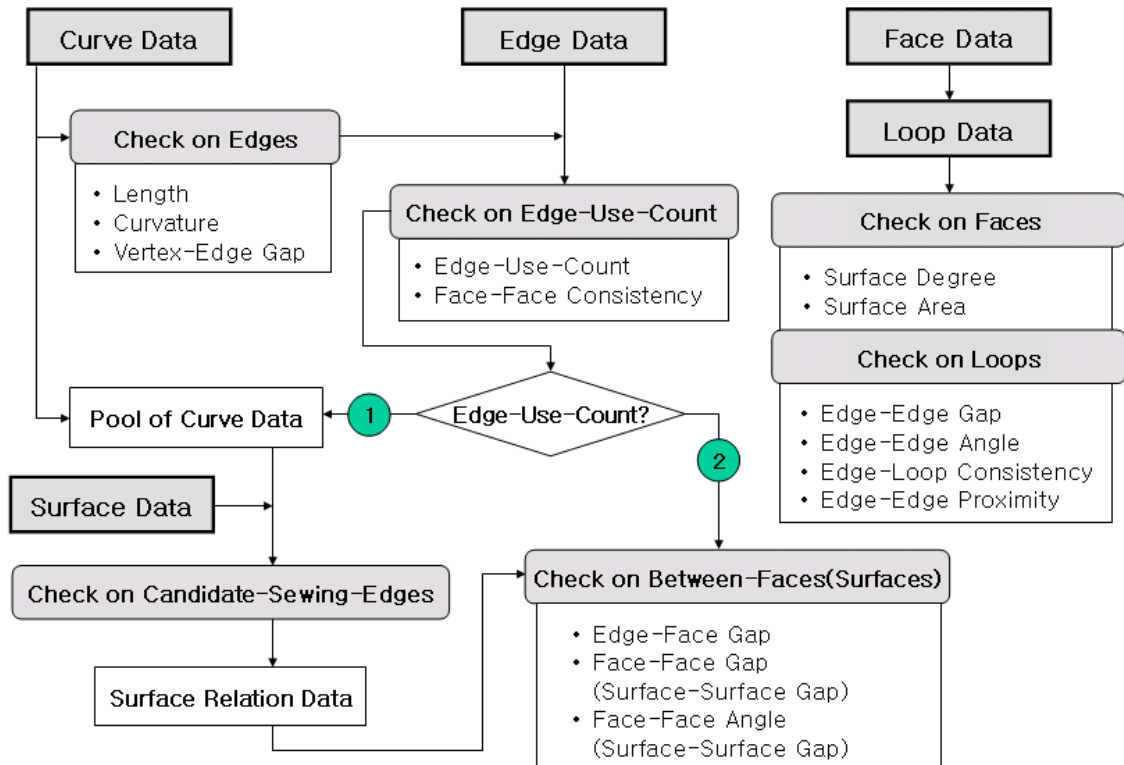 Curve Data
Edge Data
Face Data
Loop Data
Check on Edges
• Length
• Curvature
• Vertex-Edge Gap
Check on Edge-Use-Count
• Edge-Use-Count
• Face-Face Consistency
Check on Faces
• Surface Degree
• Surface Area
Check on Loops
• Edge-Edge Gap
• Edge-Edge Angle
• Edge-Loop Consistency
• Edge-Edge Proximity
Edge-Use-Count?
1
2
Pool of Curve Data
Surface Data
Check on Candidate-Sewing-Edges
Surface Relation Data
Check on Between-Faces(Surfaces)
• Edge-Face Gap
• Face-Face Gap
(Surface-Surface Gap)
• Face-Face Angle
(Surface-Surface Gap)